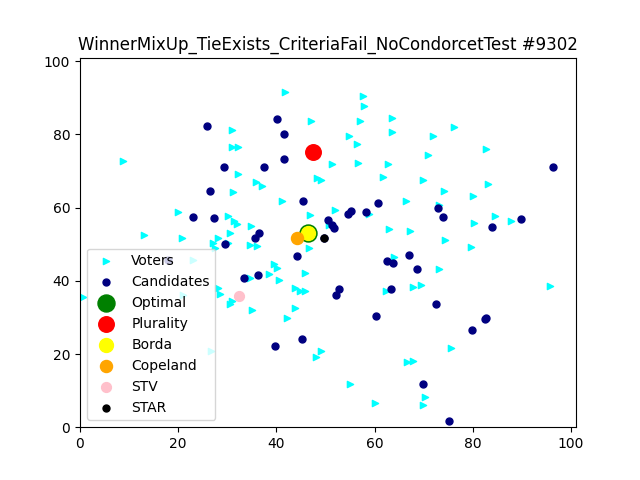 WinnerMixUp_TieExists_CriteriaFail_NoCondorcetTest #9302
100
80
60
40
20
0
Voters
Candidates
Optimal
Plurality
Borda
Copeland
STV
STAR
0 20 40 60 80 100